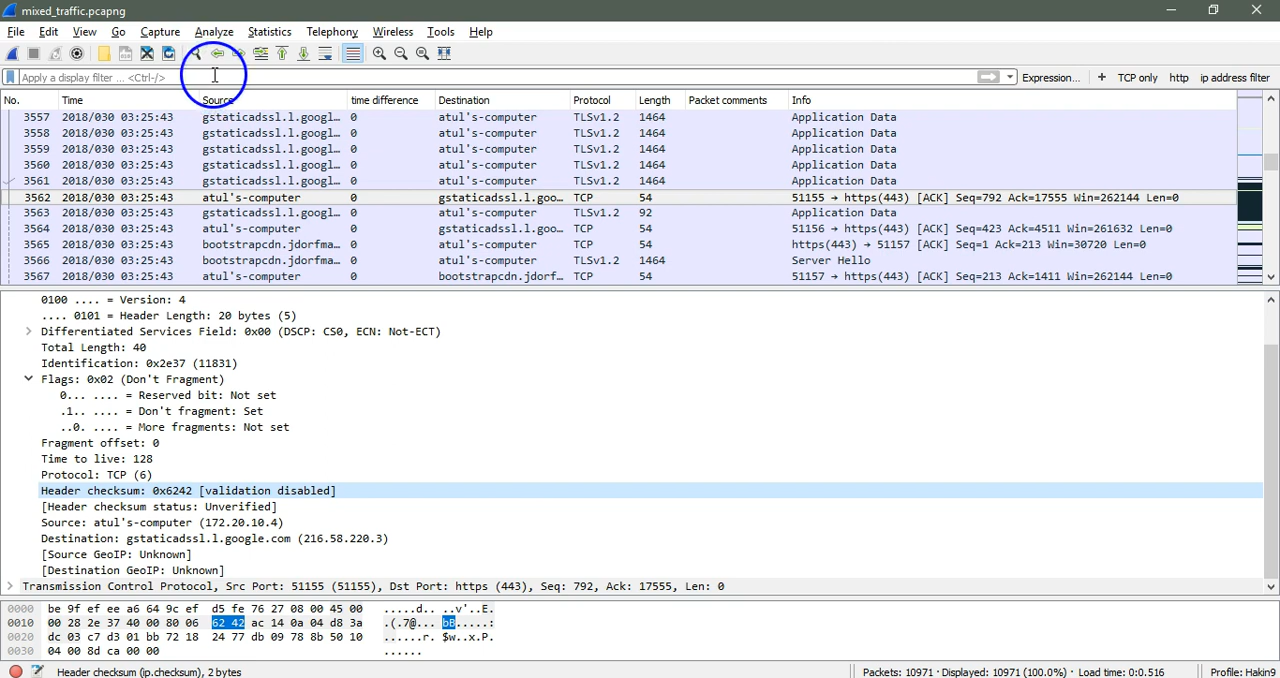 mixed_traffic.pcapng
File Edit View Go Capture Analyze Statistics Telephony Wireless Tools Help
Apply a display filter ... <Ctrl-/> Expression... + TCP only http ip address filter
No. Time Source time difference Destination Protocol Length Packet comments Info
3557 2018/030 03:25:43 gstaticadssl.l.googl… 0 atul's-computer TLSv1.2 1464 Application Data
3558 2018/030 03:25:43 gstaticadssl.l.googl… 0 atul's-computer TLSv1.2 1464 Application Data
3559 2018/030 03:25:43 gstaticadssl.l.googl… 0 atul's-computer TLSv1.2 1464 Application Data
3560 2018/030 03:25:43 gstaticadssl.l.googl… 0 atul's-computer TLSv1.2 1464 Application Data
3561 2018/030 03:25:43 gstaticadssl.l.googl… 0 atul's-computer TLSv1.2 1464 Application Data
3562 2018/030 03:25:43 atul's-computer 0 gstaticadssl.l.goo… TCP 54 51155 → https(443) [ACK] Seq=792 Ack=17555 Win=262144 Len=0
3563 2018/030 03:25:43 gstaticadssl.l.googl… 0 atul's-computer TLSv1.2 92 Application Data
3564 2018/030 03:25:43 atul's-computer 0 gstaticadssl.l.goo… TCP 54 51156 → https(443) [ACK] Seq=423 Ack=4511 Win=261632 Len=0
3565 2018/030 03:25:43 bootstrapcdn.jdorfma… 0 atul's-computer TCP 54 https(443) → 51157 [ACK] Seq=1 Ack=213 Win=30720 Len=0
3566 2018/030 03:25:43 bootstrapcdn.jdorfma… 0 atul's-computer TLSv1.2 1464 Server Hello
3567 2018/030 03:25:43 atul's-computer 0 bootstrapcdn.jdorf… TCP 54 51157 → https(443) [ACK] Seq=213 Ack=1411 Win=262144 Len=0
0100 .... = Version: 4
.... 0101 = Header Length: 20 bytes (5)
Differentiated Services Field: 0x00 (DSCP: CS0, ECN: Not-ECT)
Total Length: 40
Identification: 0x2e37 (11831)
Flags: 0x02 (Don't Fragment)
0... .... = Reserved bit: Not set
.1.. .... = Don't fragment: Set
..0. .... = More fragments: Not set
Fragment offset: 0
Time to live: 128
Protocol: TCP (6)
Header checksum: 0x6242 [validation disabled]
[Header checksum status: Unverified]
Source: atul's-computer (172.20.10.4)
Destination: gstaticadssl.l.google.com (216.58.220.3)
[Source GeoIP: Unknown]
[Destination GeoIP: Unknown]
Transmission Control Protocol, Src Port: 51155 (51155), Dst Port: https (443), Seq: 792, Ack: 17555, Len: 0
0000 be 9f ef ee a6 64 9c ef d5 fe 76 27 08 00 45 00 .....d.. ..v'..E.
0010 00 28 2e 37 40 00 80 06 62 42 ac 14 0a 04 d8 3a .(.7@... bB.....:
0020 dc 03 c7 d3 01 bb 72 18 24 77 db 09 78 8b 50 10 ......r. $w..x.P.
0030 04 00 8d ca 00 00 ......
Header checksum (ip.checksum), 2 bytes Packets: 10971 · Displayed: 10971 (100.0%) · Load time: 0:0.516 Profile: Hakin9